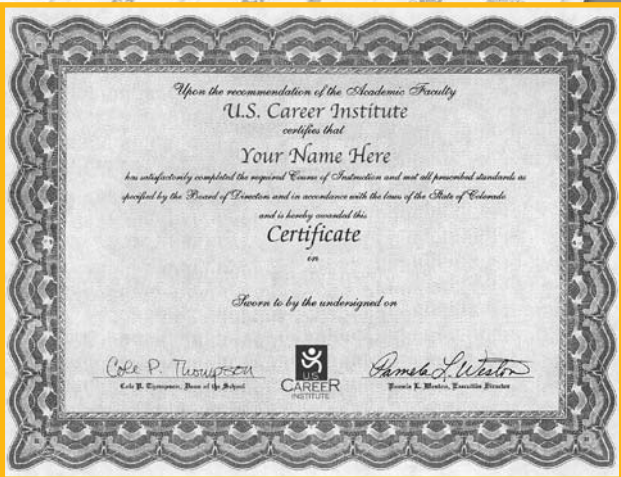 Upon the recommendation of the Academic Faculty
U.S. Career Institute
certifies that
Your Name Here
has satisfactorily completed the required Course of Instruction and met all prescribed standards as
specified by the Board of Directors and in accordance with the laws of the State of Colorado
and is hereby awarded this
Certificate
in
Sworn to by the undersigned on
Cole P. Thompson
Pamela L. Weston
Cole P. Thompson, Dean of the School
Pamela L. Weston, Executive Director
U.S.
CAREER
INSTITUTE